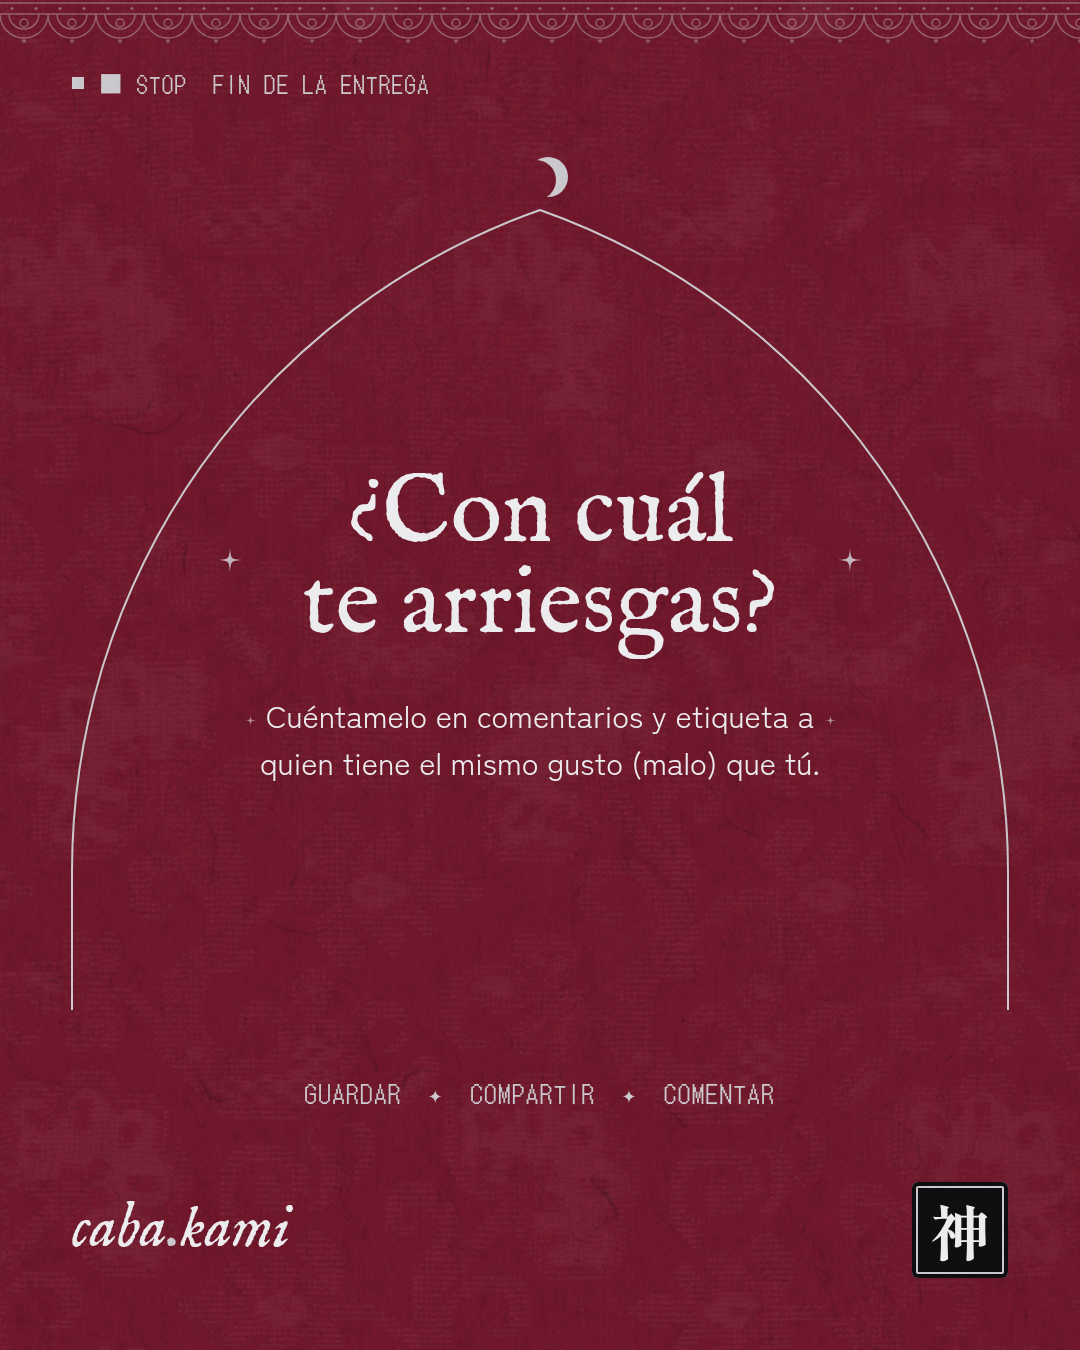 STOP FIN DE LA ENTREGA
¿Con cuál
te arriesgas?
Cuéntamelo en comentarios y etiqueta a
quien tiene el mismo gusto (malo) que tú.
GUARDAR ✦ COMPARTIR ✦ COMENTAR
caba.kami
神